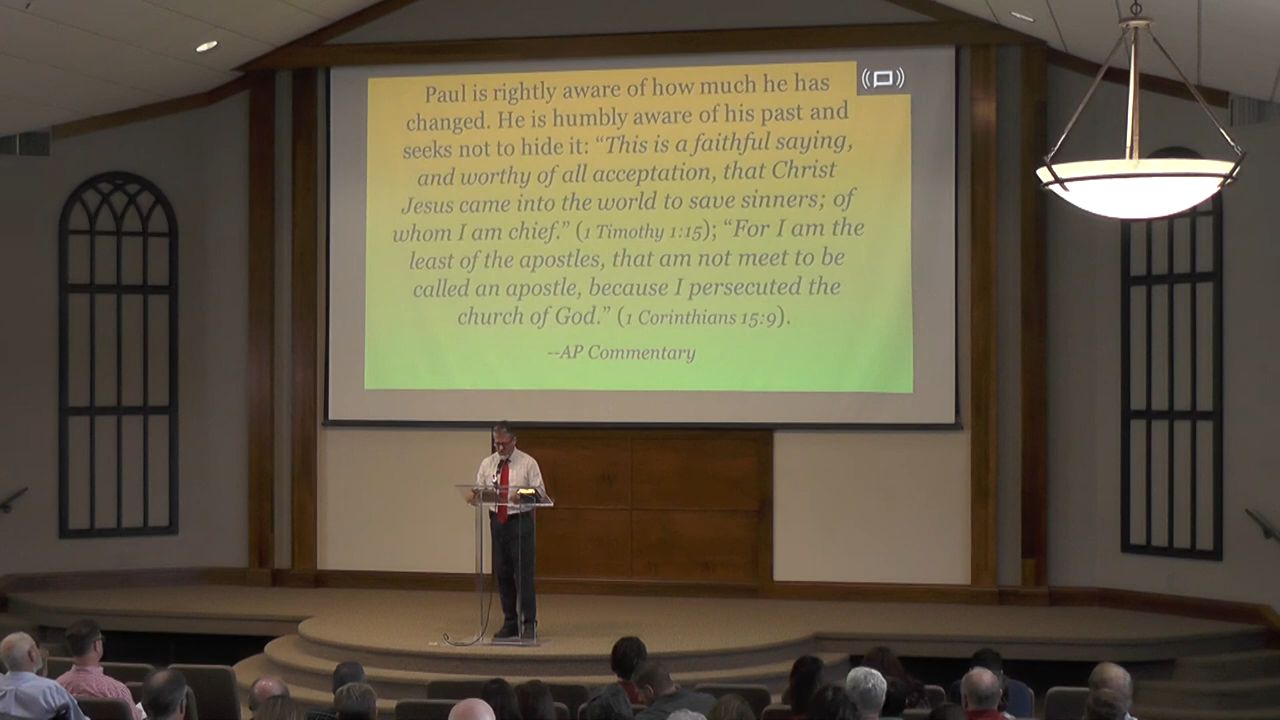 Paul is rightly aware of how much he has
changed. He is humbly aware of his past and
seeks not to hide it: “This is a faithful saying,
and worthy of all acceptation, that Christ
Jesus came into the world to save sinners; of
whom I am chief.” (1 Timothy 1:15); “For I am the
least of the apostles, that am not meet to be
called an apostle, because I persecuted the
church of God.” (1 Corinthians 15:9).
--AP Commentary